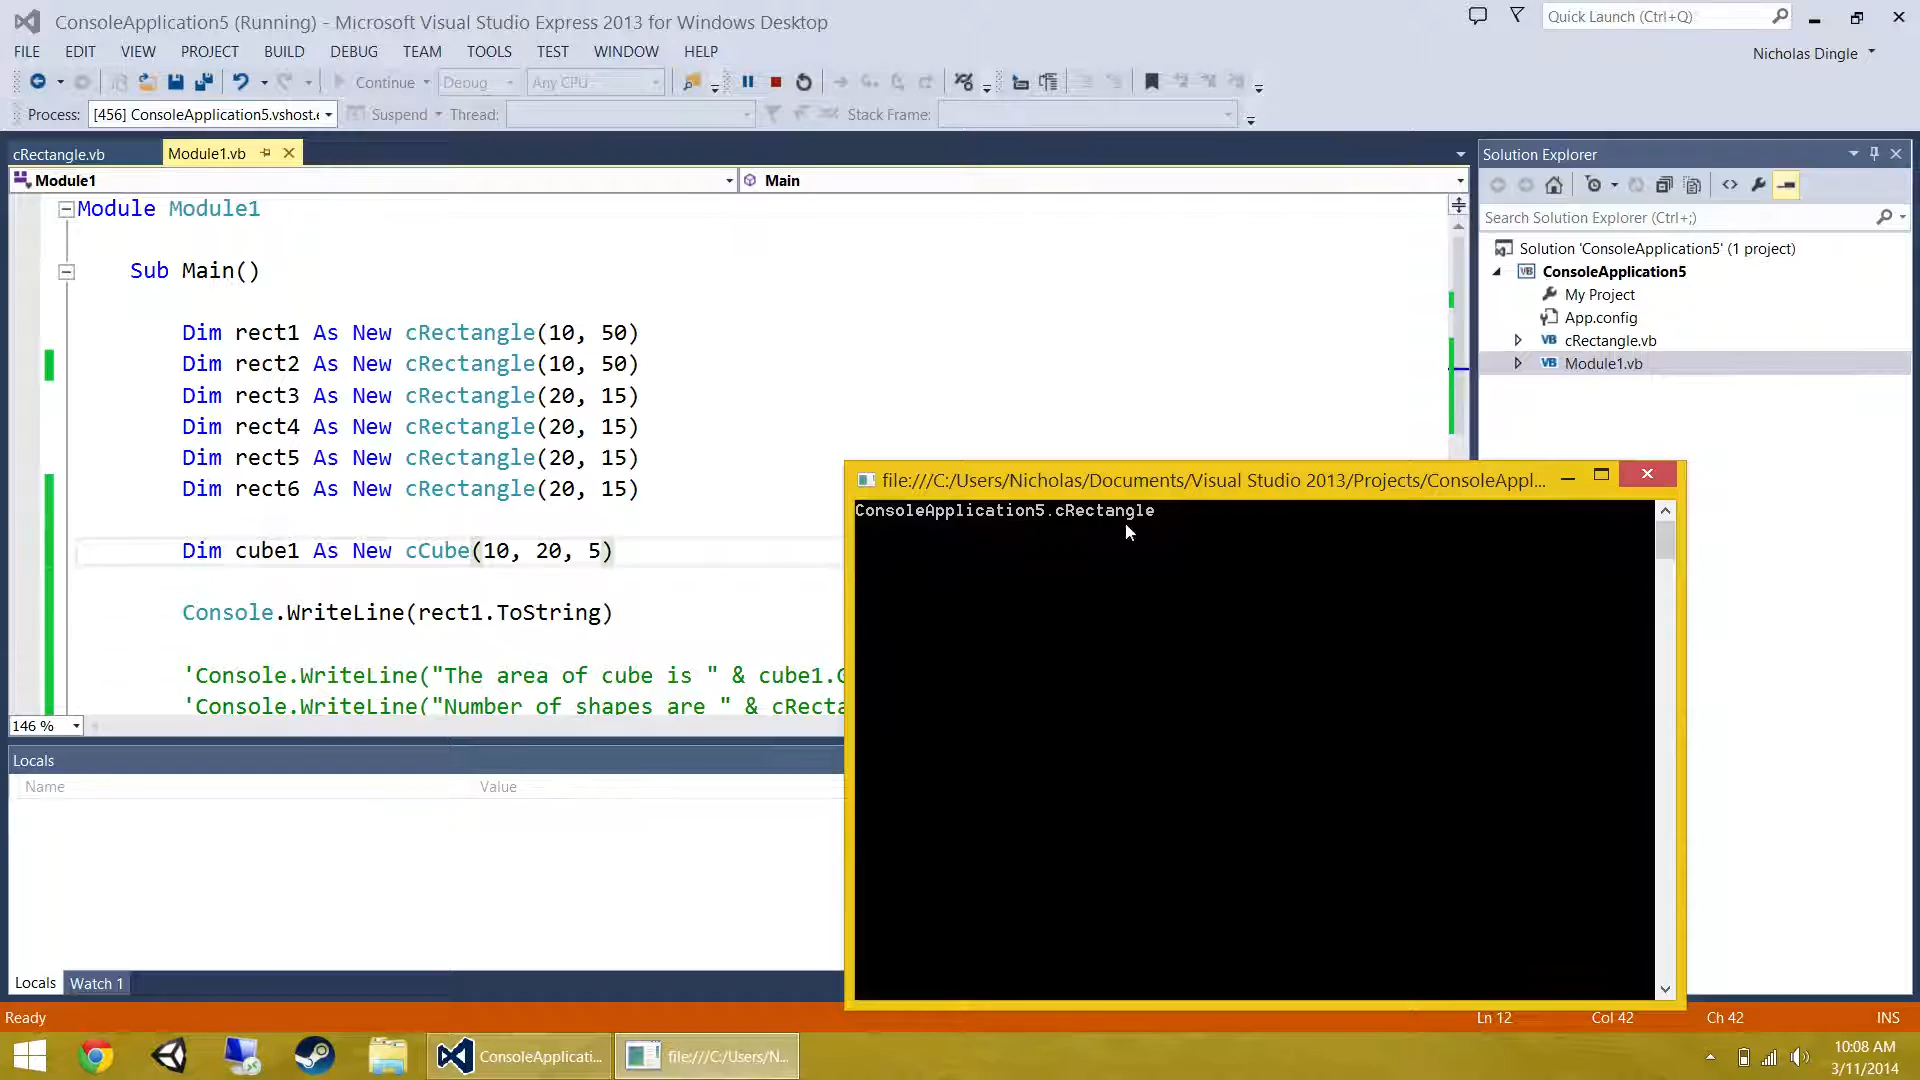 ConsoleApplication5 (Running) - Microsoft Visual Studio Express 2013 for Windows Desktop
Quick Launch (Ctrl+Q)
FILE EDIT VIEW PROJECT BUILD DEBUG TEAM TOOLS TEST WINDOW HELP
Nicholas Dingle
Continue Debug Any CPU
Process: [456] ConsoleApplication5.vshost.e Suspend Thread: Stack Frame:
cRectangle.vb Module1.vb
Solution Explorer
Module1 Main
Search Solution Explorer (Ctrl+;)
Solution 'ConsoleApplication5' (1 project)
ConsoleApplication5
My Project
App.config
cRectangle.vb
Module1.vb
Module Module1
Sub Main()
Dim rect1 As New cRectangle(10, 50)
Dim rect2 As New cRectangle(10, 50)
Dim rect3 As New cRectangle(20, 15)
Dim rect4 As New cRectangle(20, 15)
Dim rect5 As New cRectangle(20, 15)
Dim rect6 As New cRectangle(20, 15)
Dim cube1 As New cCube(10, 20, 5)
Console.WriteLine(rect1.ToString)
'Console.WriteLine("The area of cube is " & cube1.G
'Console.WriteLine("Number of shapes are " & cRecta
146 %
file:///C:/Users/Nicholas/Documents/Visual Studio 2013/Projects/ConsoleAppl...
ConsoleApplication5.cRectangle
Locals
Name Value
Locals Watch 1
Ready Ln 12 Col 42 Ch 42 INS
ConsoleApplicati... file:///C:/Users/N...
10:08 AM
3/11/2014